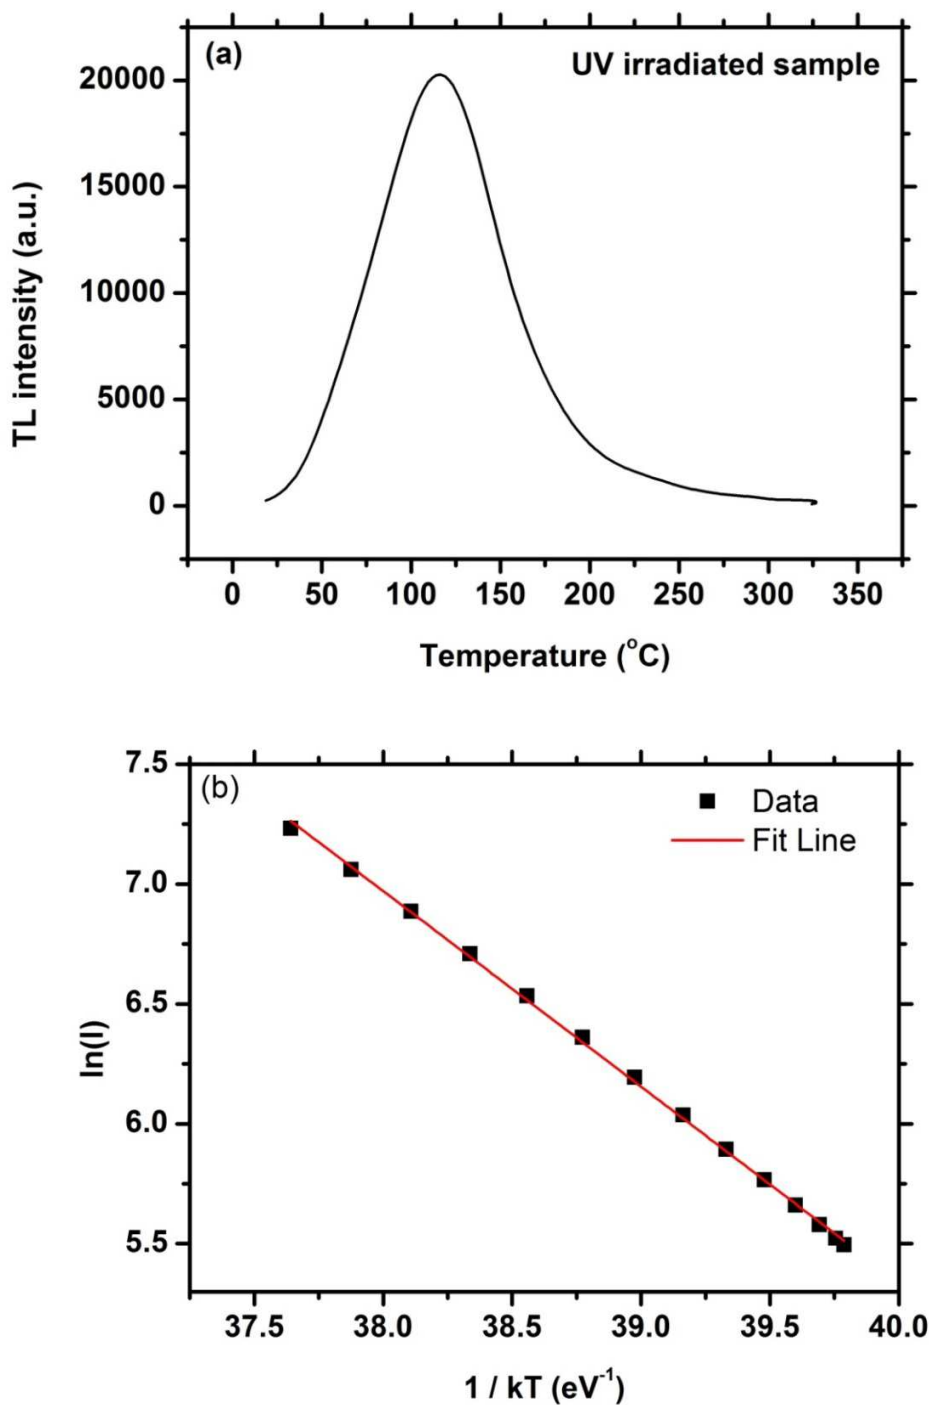 (a)
UV irradiated sample
20000
15000
10000
5000
0
TL intensity (a.u.)
0 50 100 150 200 250 300 350
Temperature (°C)
(b)
Data
Fit Line
7.5
7.0
6.5
6.0
5.5
ln(I)
37.5 38.0 38.5 39.0 39.5 40.0
1 / kT (eV⁻¹)